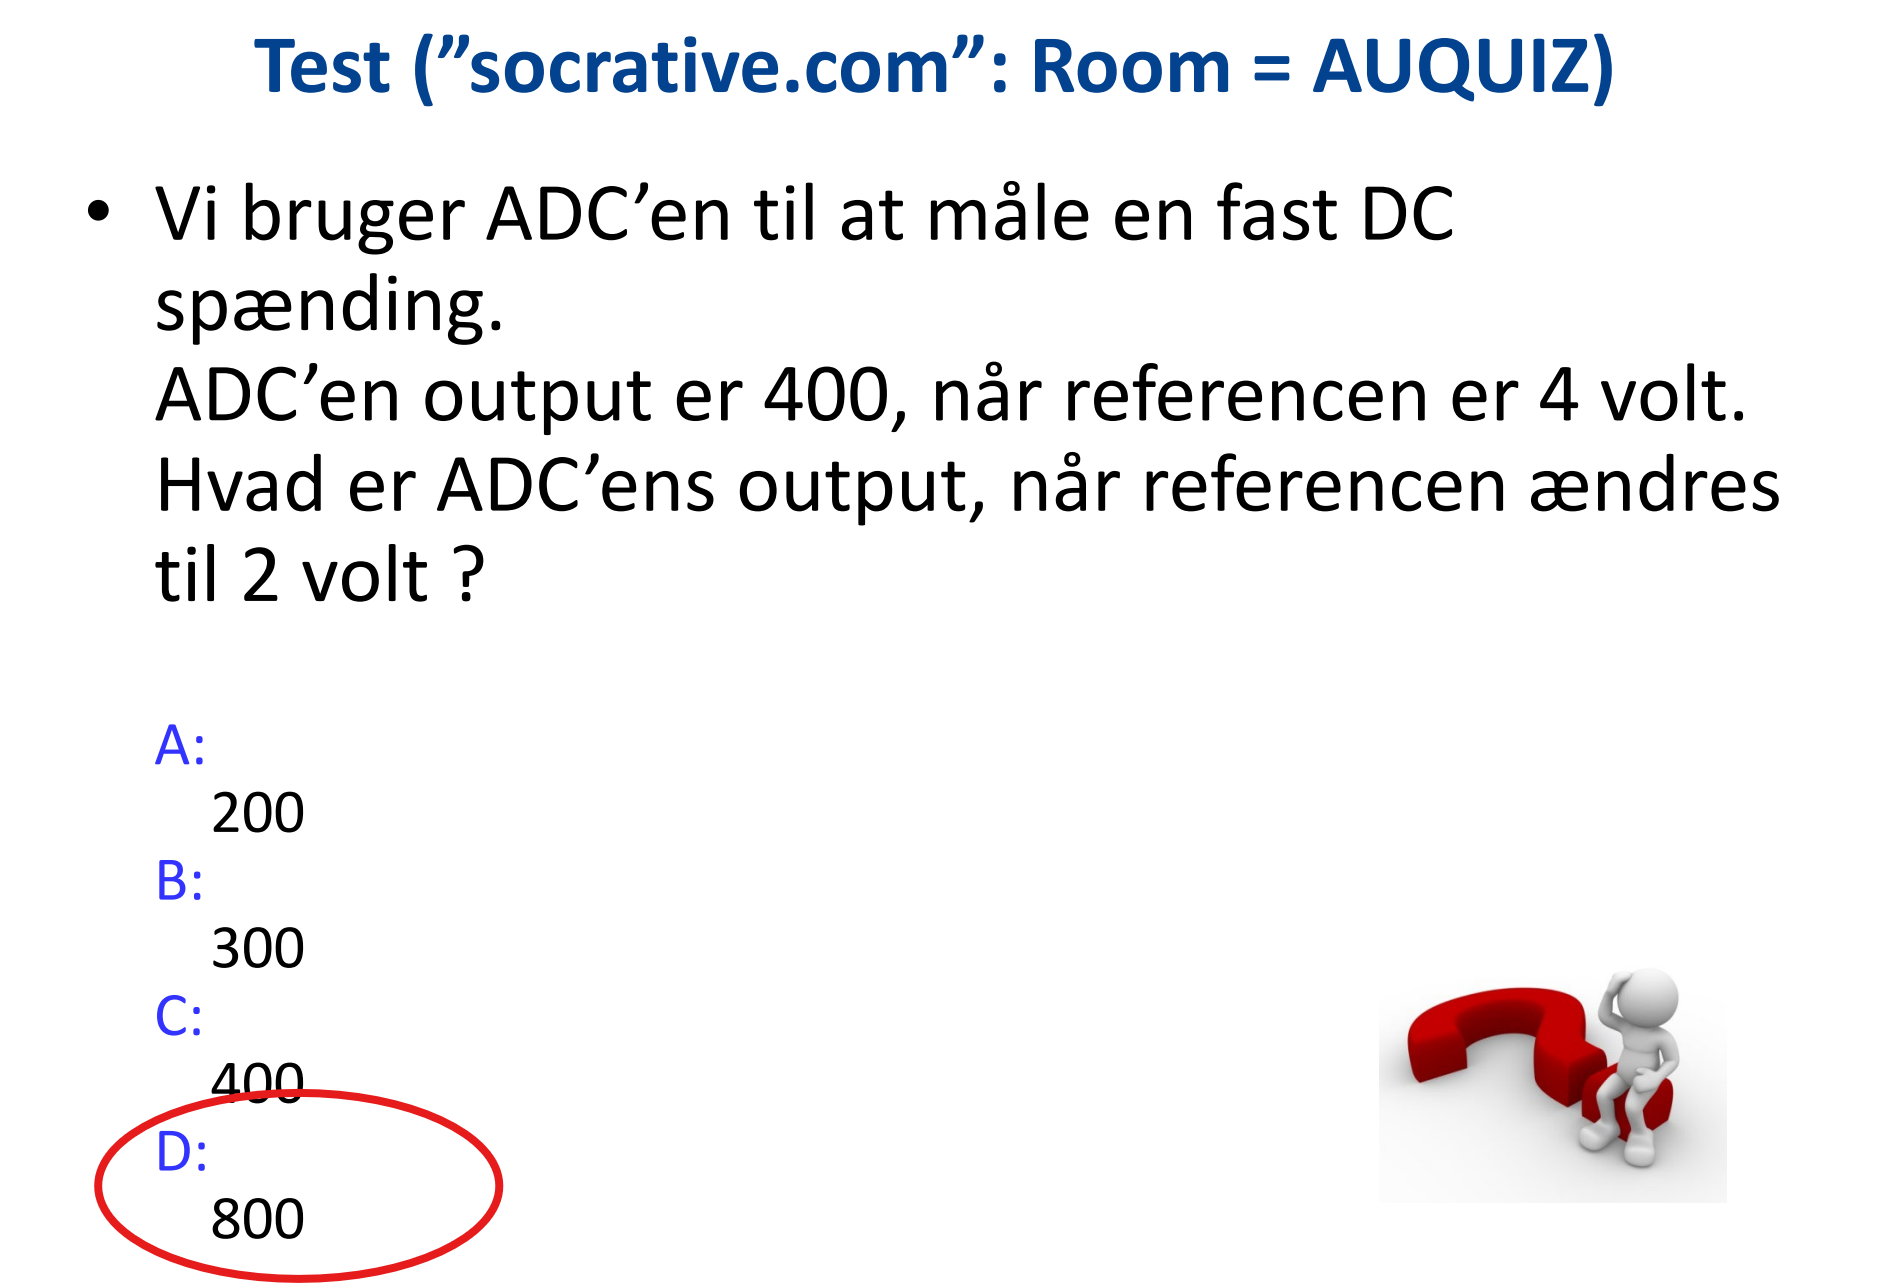 Test (”socrative.com”: Room = AUQUIZ)
• Vi bruger ADC’en til at måle en fast DC
spænding.
ADC’en output er 400, når referencen er 4 volt.
Hvad er ADC’ens output, når referencen ændres
til 2 volt ?
A:
200
B:
300
C:
400
D:
800